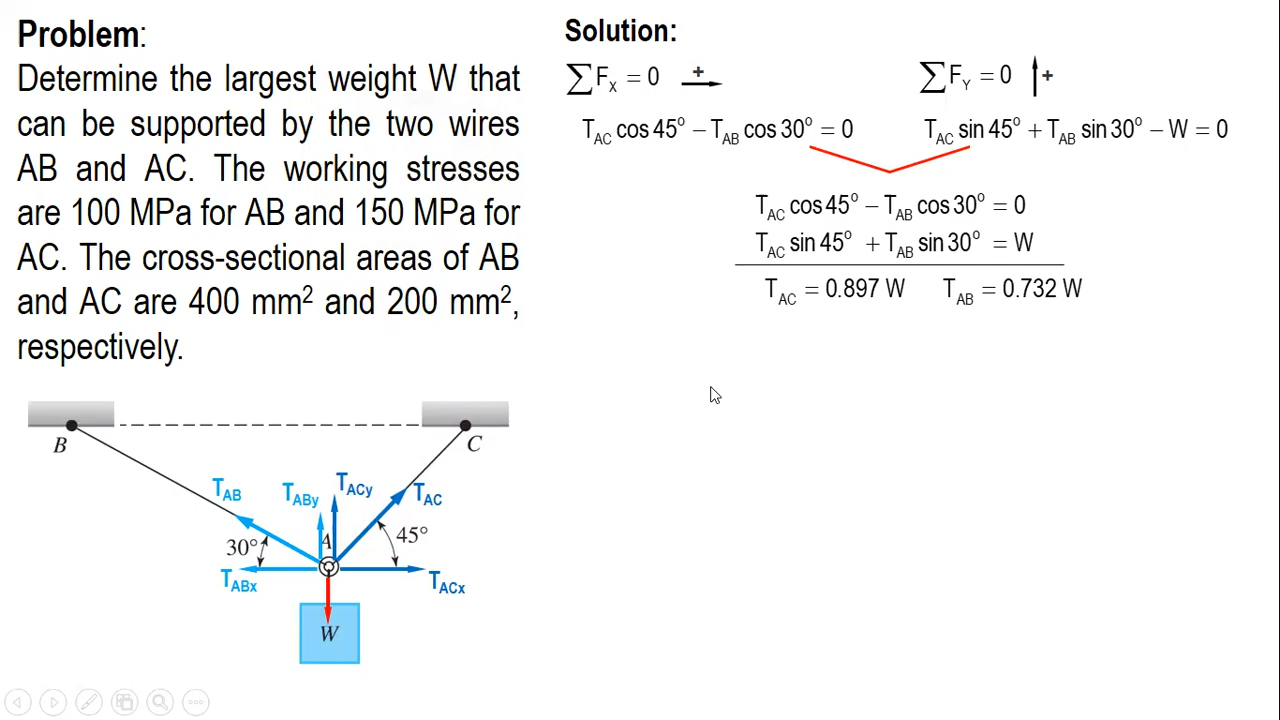 Problem:
Determine the largest weight W that
can be supported by the two wires
AB and AC. The working stresses
are 100 MPa for AB and 150 MPa for
AC. The cross-sectional areas of AB
and AC are 400 mm² and 200 mm²,
respectively.
B
C
T_AB
T_ABy
T_ACy
T_AC
30°
A
45°
T_ABx
T_ACx
W
Solution:
∑F_X = 0 +
T_AC cos 45° − T_AB cos 30° = 0
∑F_Y = 0 +
T_AC sin 45° + T_AB sin 30° − W = 0
T_AC cos 45° − T_AB cos 30° = 0
T_AC sin 45° + T_AB sin 30° = W
T_AC = 0.897 W T_AB = 0.732 W